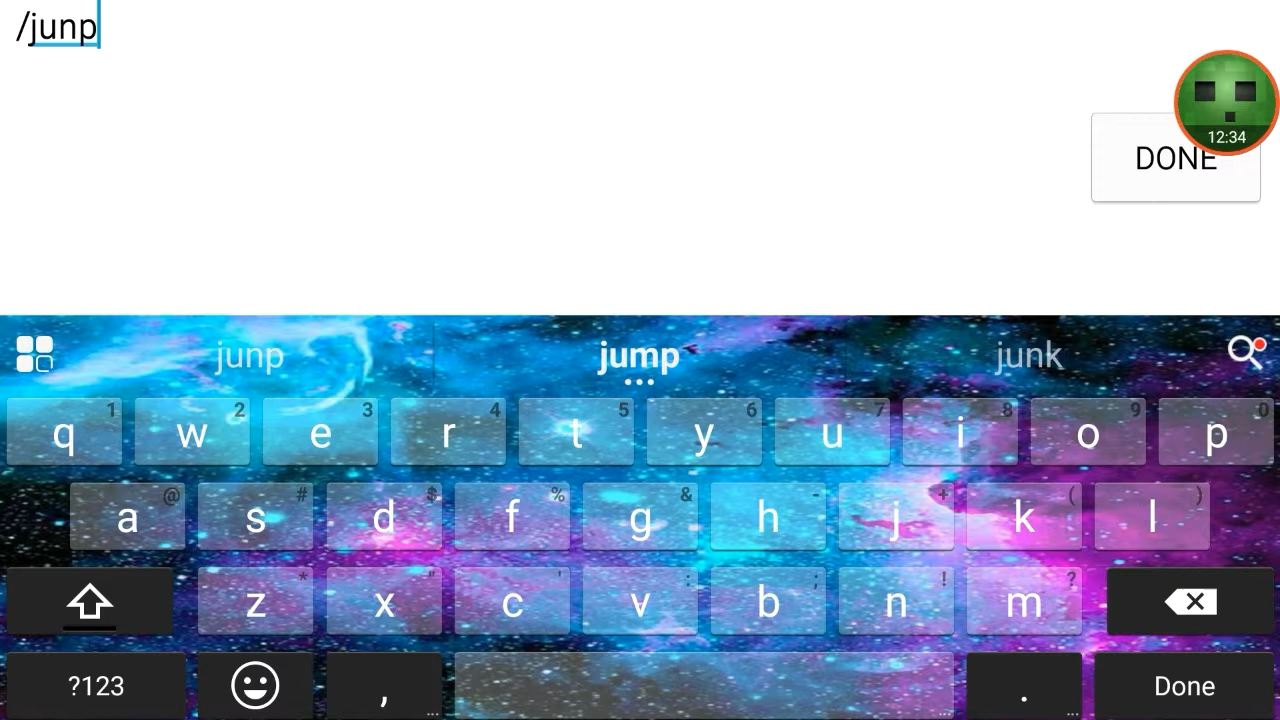 /junp
12:34
DONE
junp jump junk
1 2 3 4 5 6 7 8 9 0
q w e r t y u i o p
@ # $ % & - + ( )
a s d f g h j k l
* " ' : ; ! ?
z x c v b n m
?123 , . Done